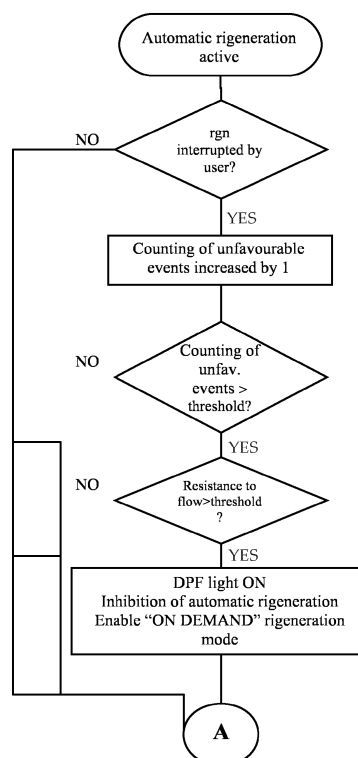 Automatic rigeneration
active
NO
rgn
interrupted by
user?
YES
Counting of unfavourable
events increased by 1
NO
Counting of
unfav.
events >
threshold?
YES
NO
Resistance to
flow>threshold
?
YES
DPF light ON
Inhibition of automatic rigeneration
Enable “ON DEMAND” rigeneration
mode
A